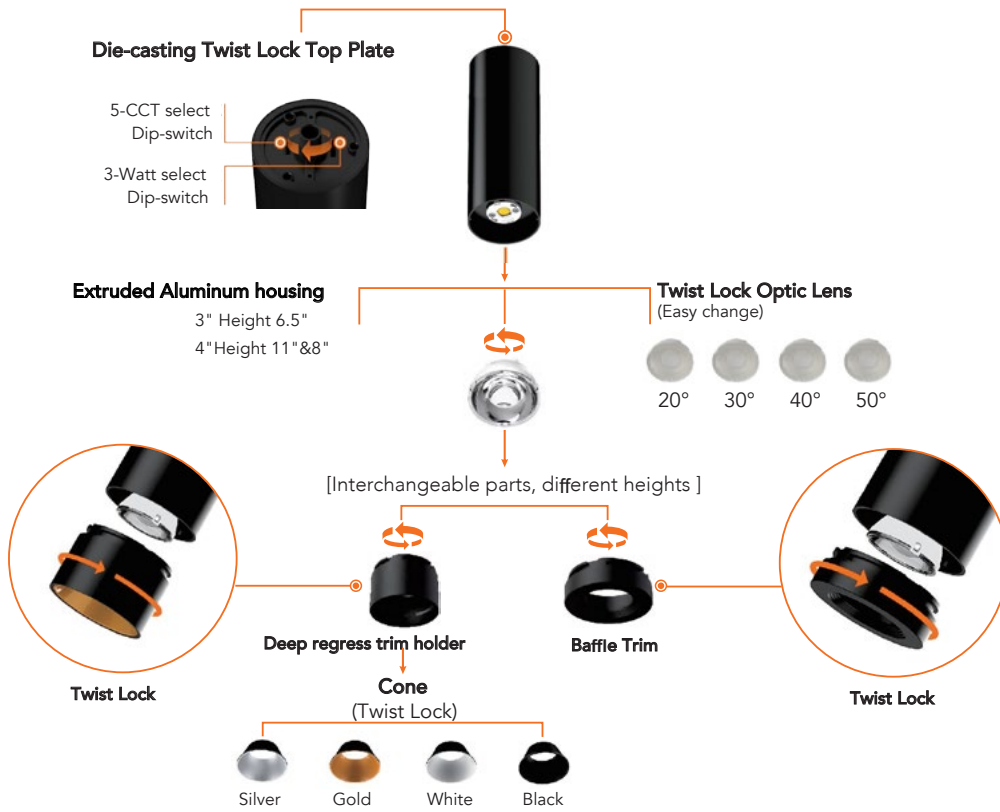 Die-casting Twist Lock Top Plate
5-CCT select
Dip-switch
3-Watt select
Dip-switch
Extruded Aluminum housing
3" Height 6.5"
4"Height 11"&8"
Twist Lock Optic Lens
(Easy change)
20°
30°
40°
50°
[Interchangeable parts, different heights ]
Deep regress trim holder
Baffle Trim
Twist Lock
Twist Lock
Cone
(Twist Lock)
Silver
Gold
White
Black